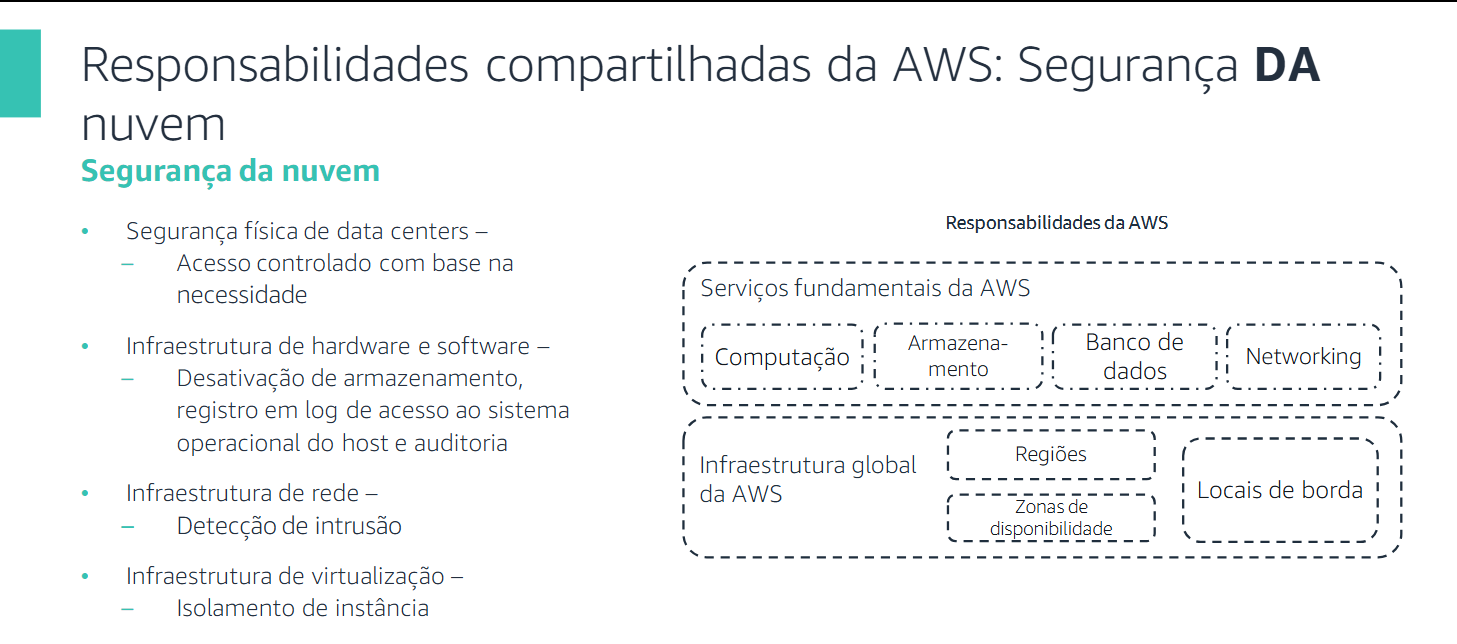 Responsabilidades compartilhadas da AWS: Segurança DA
nuvem
Segurança da nuvem
• Segurança física de data centers –
– Acesso controlado com base na
necessidade
• Infraestrutura de hardware e software –
– Desativação de armazenamento,
registro em log de acesso ao sistema
operacional do host e auditoria
• Infraestrutura de rede –
– Detecção de intrusão
• Infraestrutura de virtualização –
– Isolamento de instância
Responsabilidades da AWS
Serviços fundamentais da AWS
Computação
Armazena-
mento
Banco de
dados
Networking
Infraestrutura global
da AWS
Regiões
Zonas de
disponibilidade
Locais de borda